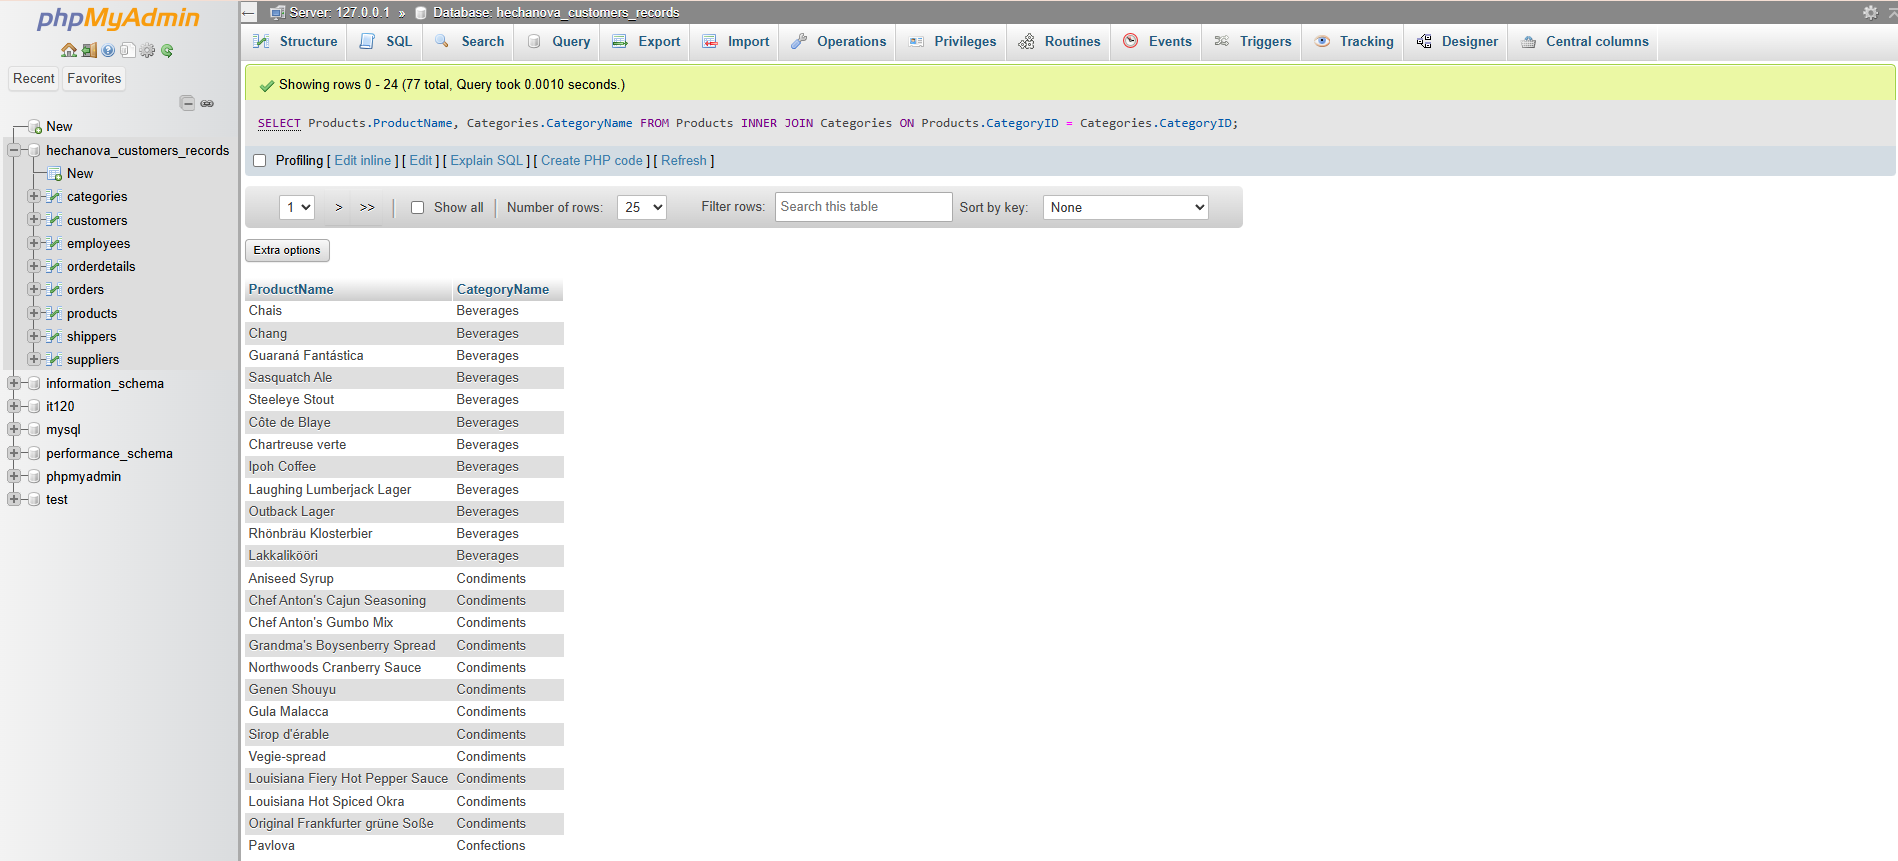 phpMyAdmin
Recent Favorites
New
hechanova_customers_records
New
categories
customers
employees
orderdetails
orders
products
shippers
suppliers
information_schema
it120
mysql
performance_schema
phpmyadmin
test
Server: 127.0.0.1 » Database: hechanova_customers_records
Structure SQL Search Query Export Import Operations Privileges Routines Events Triggers Tracking Designer Central columns
Showing rows 0 - 24 (77 total, Query took 0.0010 seconds.)
SELECT Products.ProductName, Categories.CategoryName FROM Products INNER JOIN Categories ON Products.CategoryID = Categories.CategoryID;
Profiling [ Edit inline ] [ Edit ] [ Explain SQL ] [ Create PHP code ] [ Refresh ]
1 > >> | Show all | Number of rows: 25 Filter rows: Search this table Sort by key: None
Extra options
ProductName CategoryName
Chais Beverages
Chang Beverages
Guaraná Fantástica Beverages
Sasquatch Ale Beverages
Steeleye Stout Beverages
Côte de Blaye Beverages
Chartreuse verte Beverages
Ipoh Coffee Beverages
Laughing Lumberjack Lager Beverages
Outback Lager Beverages
Rhönbräu Klosterbier Beverages
Lakkalikööri Beverages
Aniseed Syrup Condiments
Chef Anton's Cajun Seasoning Condiments
Chef Anton's Gumbo Mix Condiments
Grandma's Boysenberry Spread Condiments
Northwoods Cranberry Sauce Condiments
Genen Shouyu Condiments
Gula Malacca Condiments
Sirop d'érable Condiments
Vegie-spread Condiments
Louisiana Fiery Hot Pepper Sauce Condiments
Louisiana Hot Spiced Okra Condiments
Original Frankfurter grüne Soße Condiments
Pavlova Confections